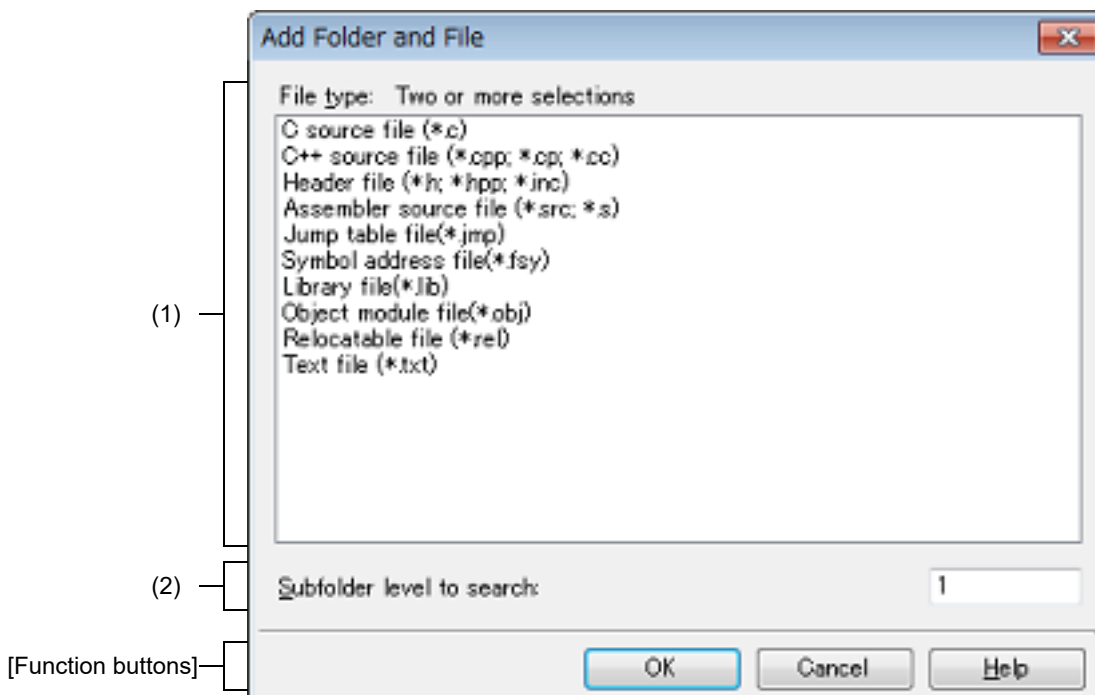 Add Folder and File
File type: Two or more selections
C source file (*.c)
C++ source file (*.cpp; *.cp; *.cc)
Header file (*.h; *.hpp; *.inc)
Assembler source file (*.src; *.s)
Jump table file(*.jmp)
Symbol address file(*.fsy)
Library file(*.lib)
Object module file(*.obj)
Relocatable file (*.rel)
Text file (*.txt)
(1)
(2)
Subfolder level to search:
1
[Function buttons]
OK
Cancel
Help